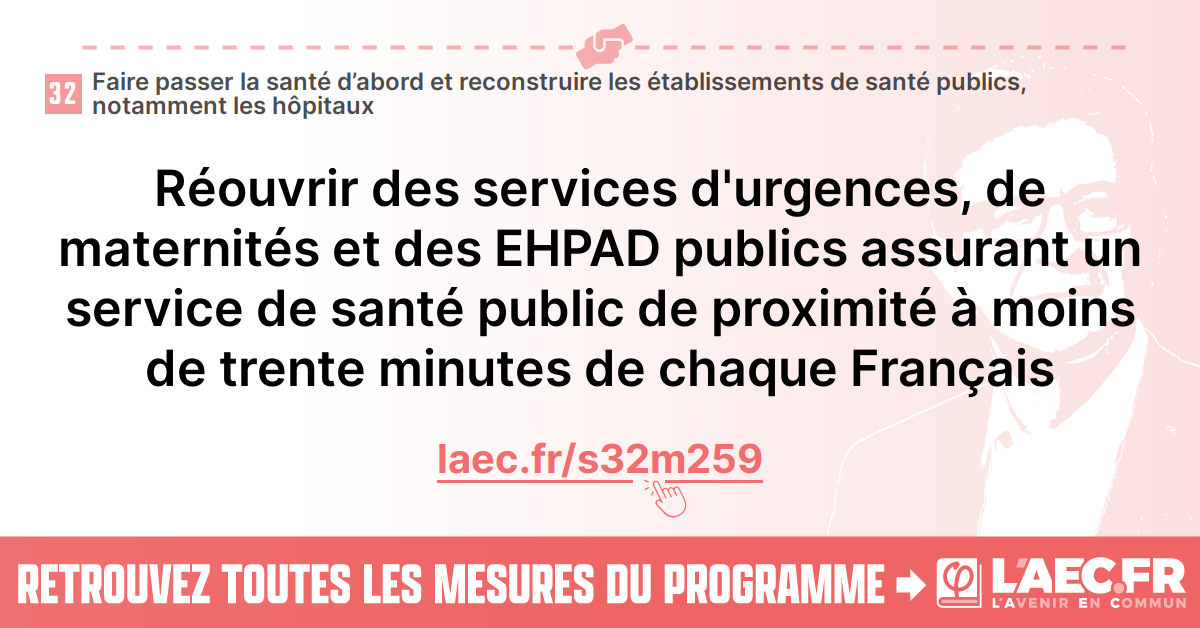 32
Faire passer la santé d’abord et reconstruire les établissements de santé publics,
notamment les hôpitaux
Réouvrir des services d'urgences, de
maternités et des EHPAD publics assurant un
service de santé public de proximité à moins
de trente minutes de chaque Français
laec.fr/s32m259
RETROUVEZ TOUTES LES MESURES DU PROGRAMME
φ
L'AEC.FR
L'AVENIR EN COMMUN